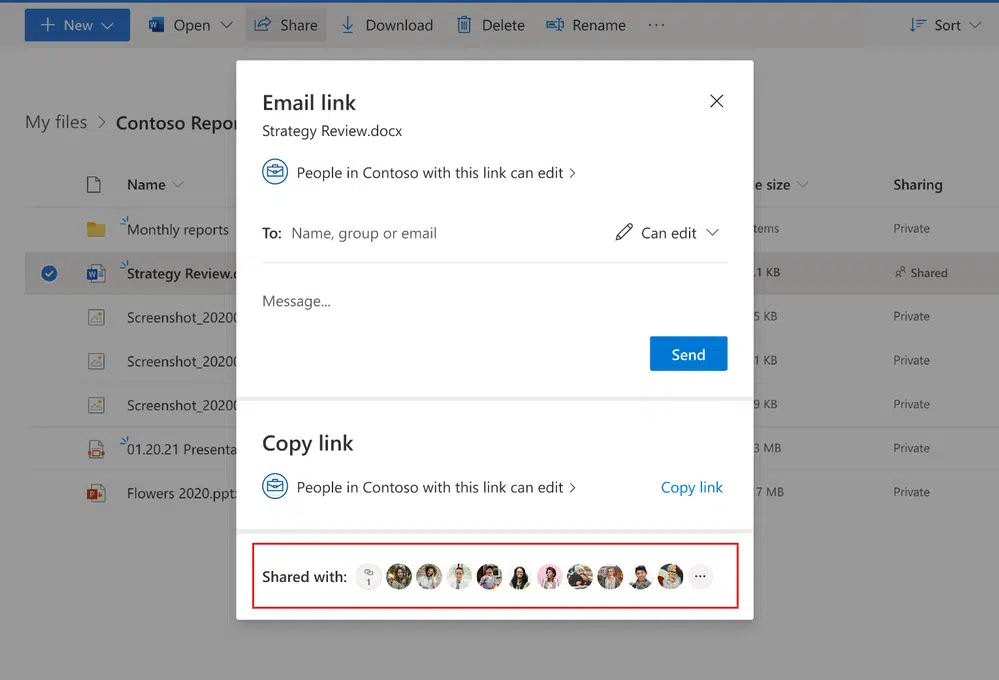 New Open Share Download Delete Rename ··· Sort
Email link
Strategy Review.docx
My files > Contoso Repor
People in Contoso with this link can edit >
Name
e size
Sharing
Monthly reports
tems
Private
To: Name, group or email
Can edit
Strategy Review.
.1 KB
Shared
Message...
Screenshot_2020
5 KB
Private
Send
Screenshot_2020
1 KB
Private
Screenshot_2020
9 KB
Private
Copy link
01.20.21 Presenta
3 MB
Private
People in Contoso with this link can edit >
Copy link
Flowers 2020.ppt
7 MB
Private
Shared with:
1
···